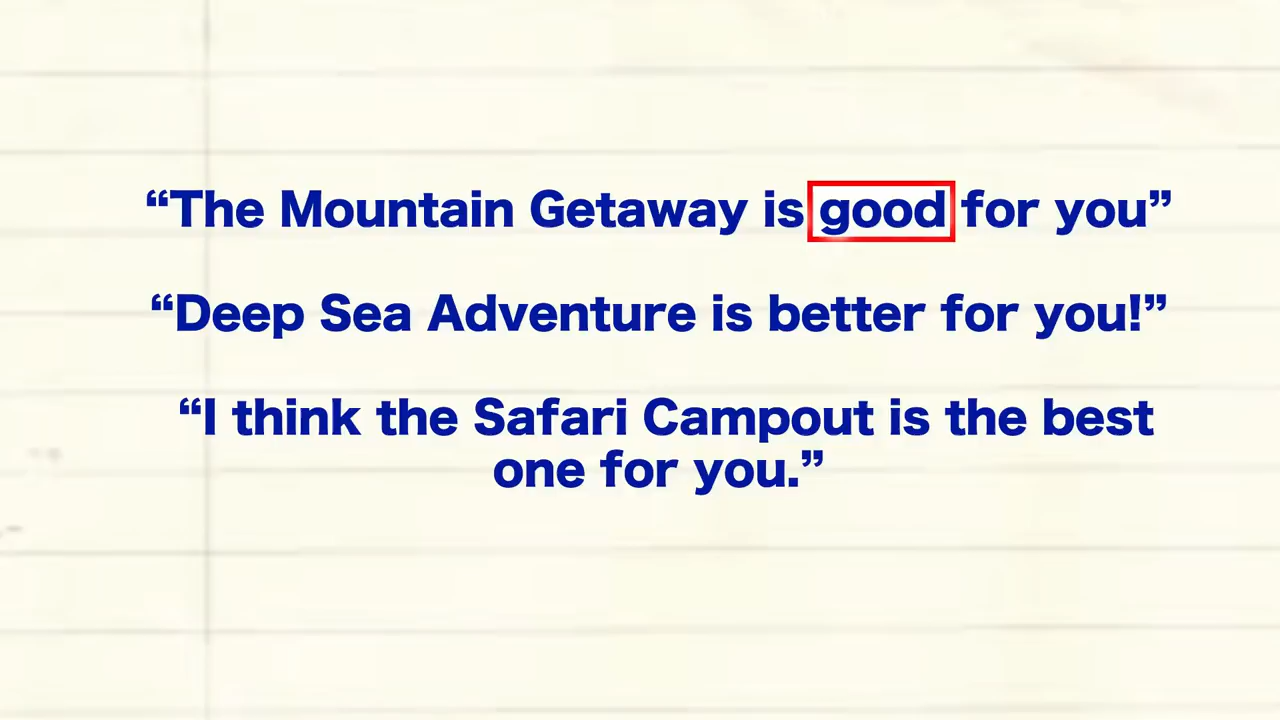 “The Mountain Getaway is good for you”
“Deep Sea Adventure is better for you!”
“I think the Safari Campout is the best
one for you.”